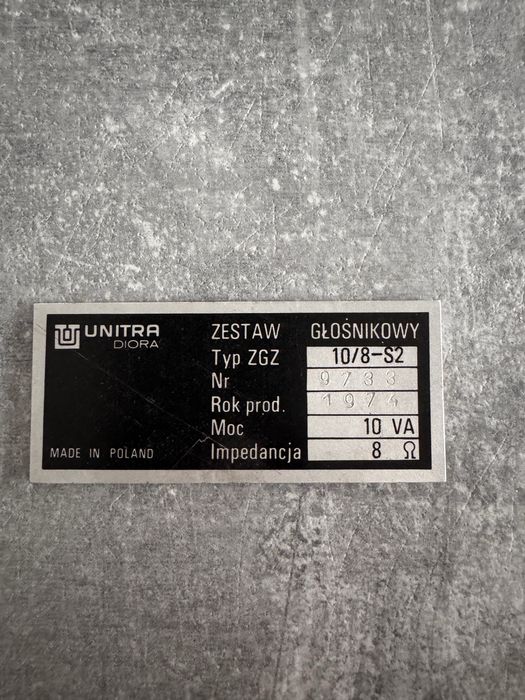 UNITRA
DIORA
ZESTAW GŁOŚNIKOWY
Typ ZGZ 10/8-S2
Nr 9783
Rok prod. 1974
Moc 10 VA
Impedancja 8 Ω
MADE IN POLAND